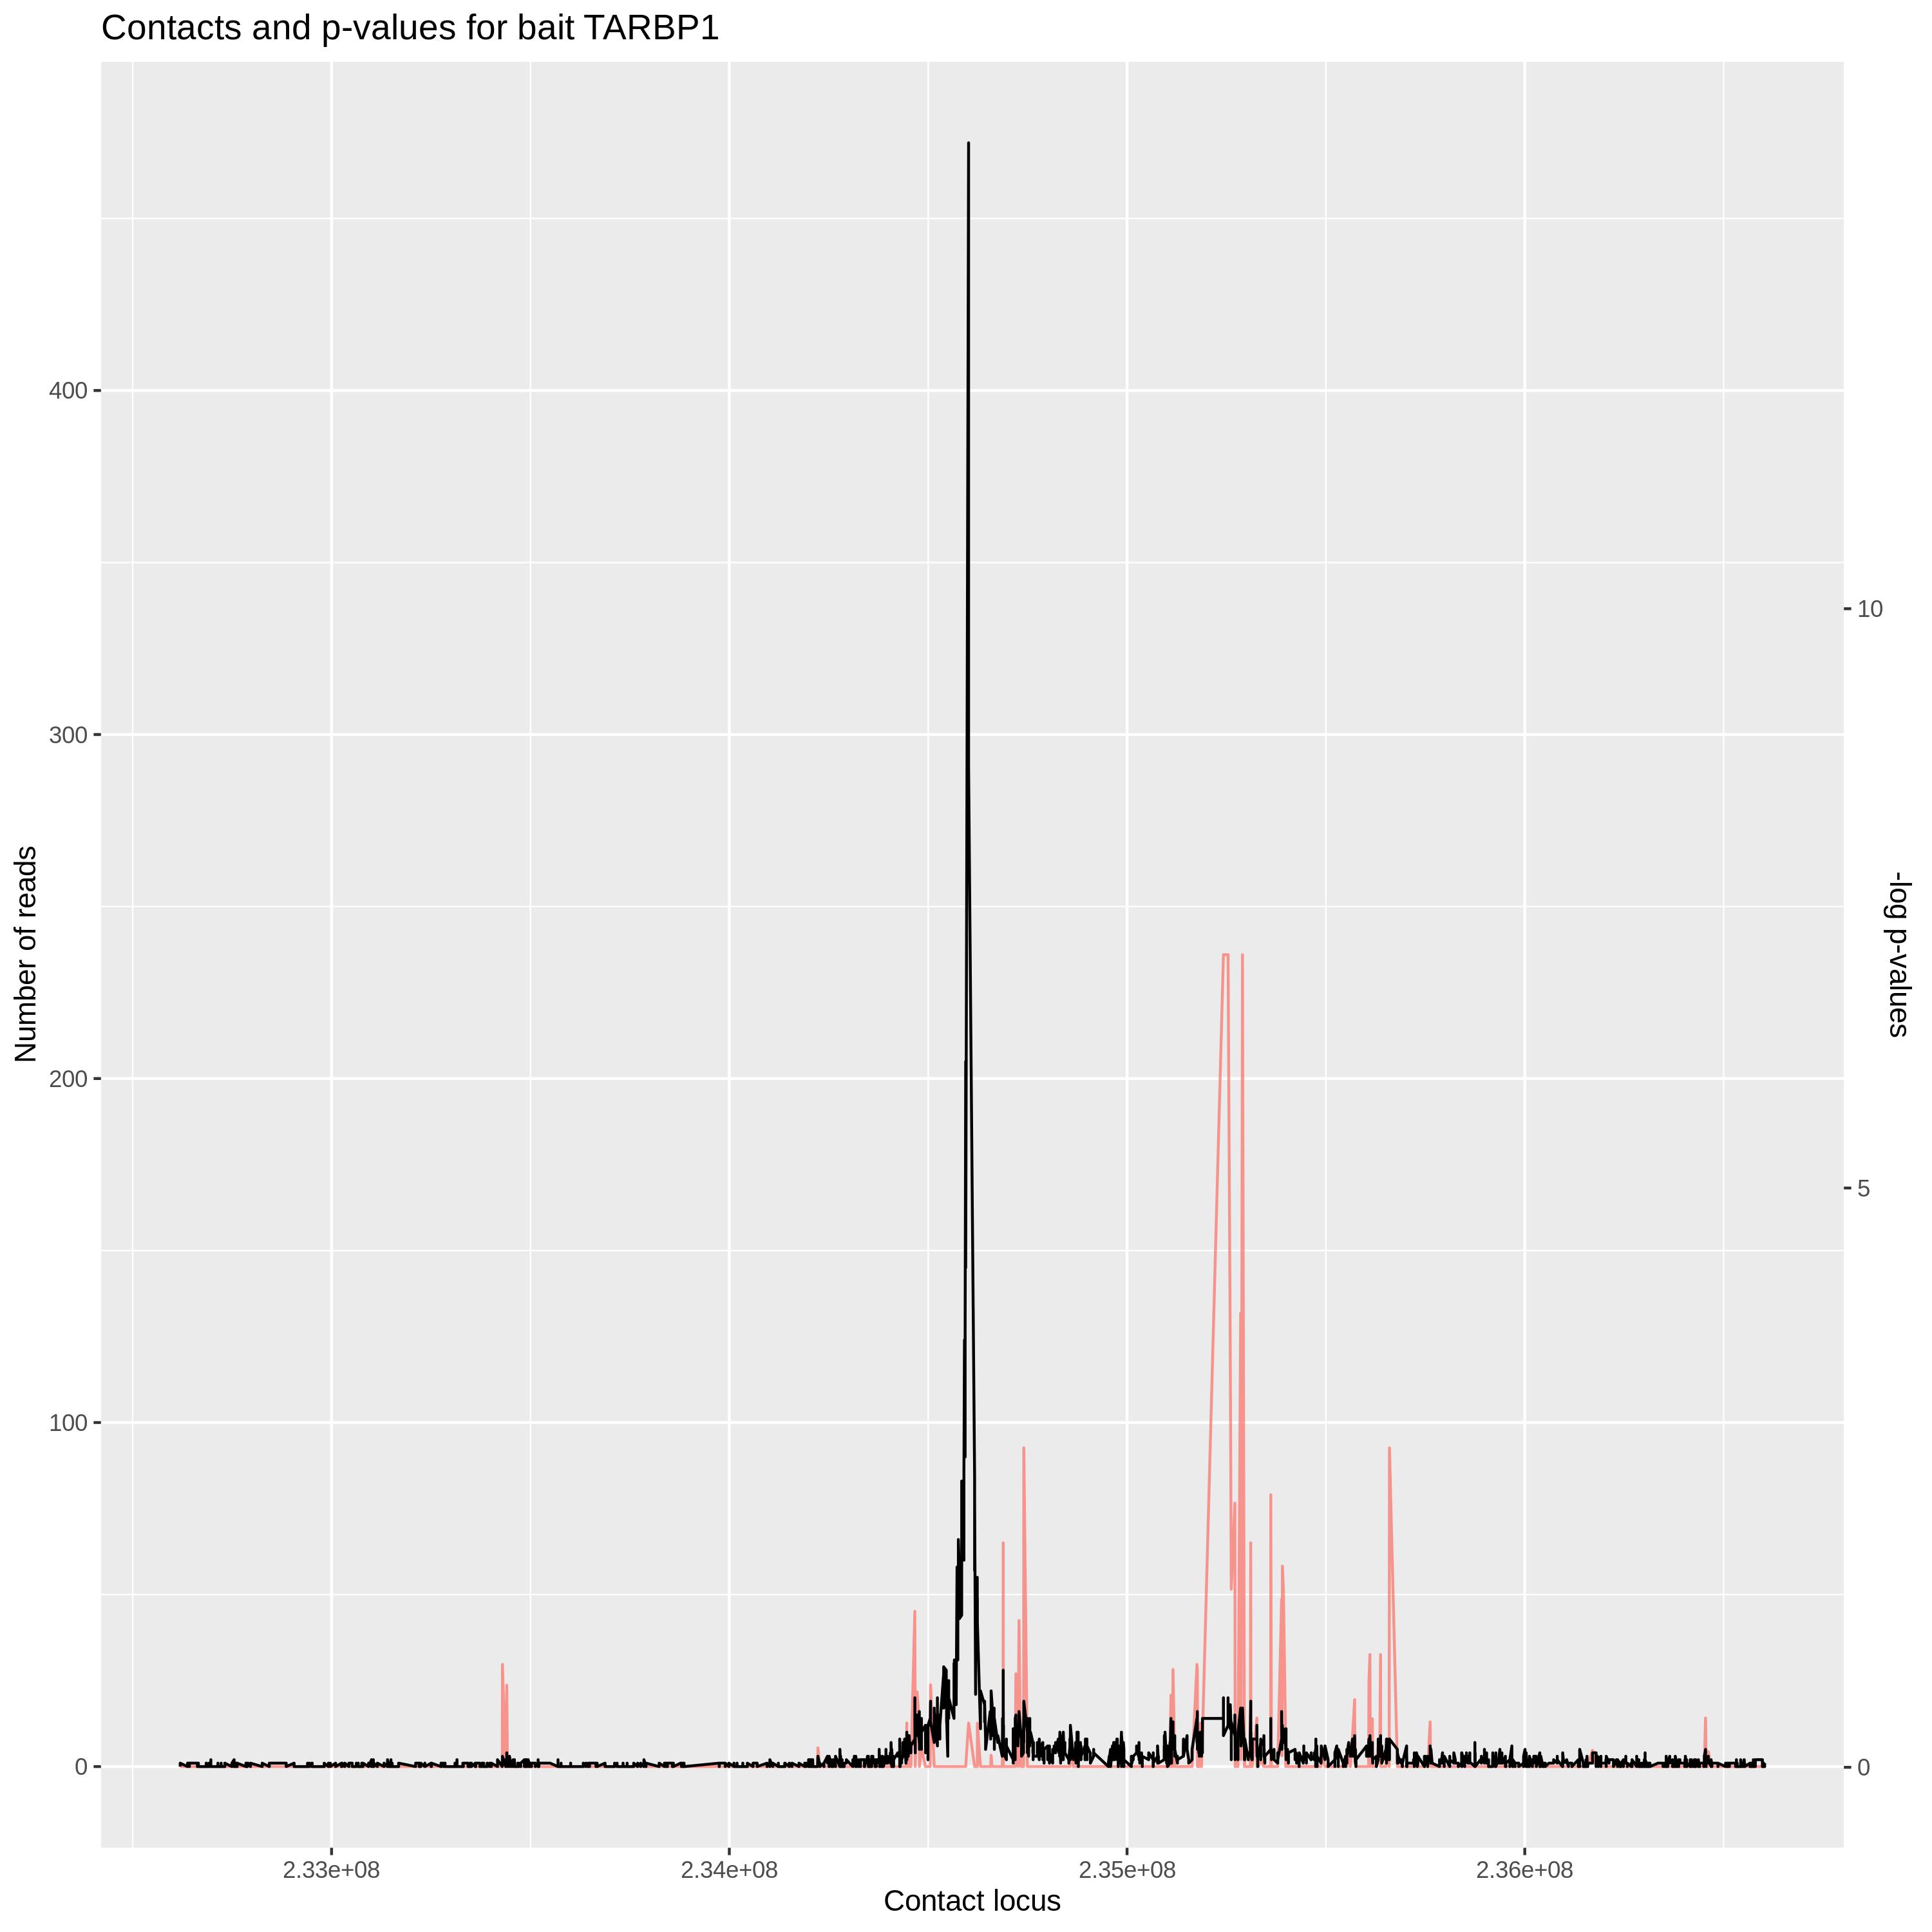 Contacts and p-values for bait TARBP1
400
300
200
100
0
Number of reads
10
5
0
-log p-values
2.33e+08
2.34e+08
2.35e+08
2.36e+08
Contact locus